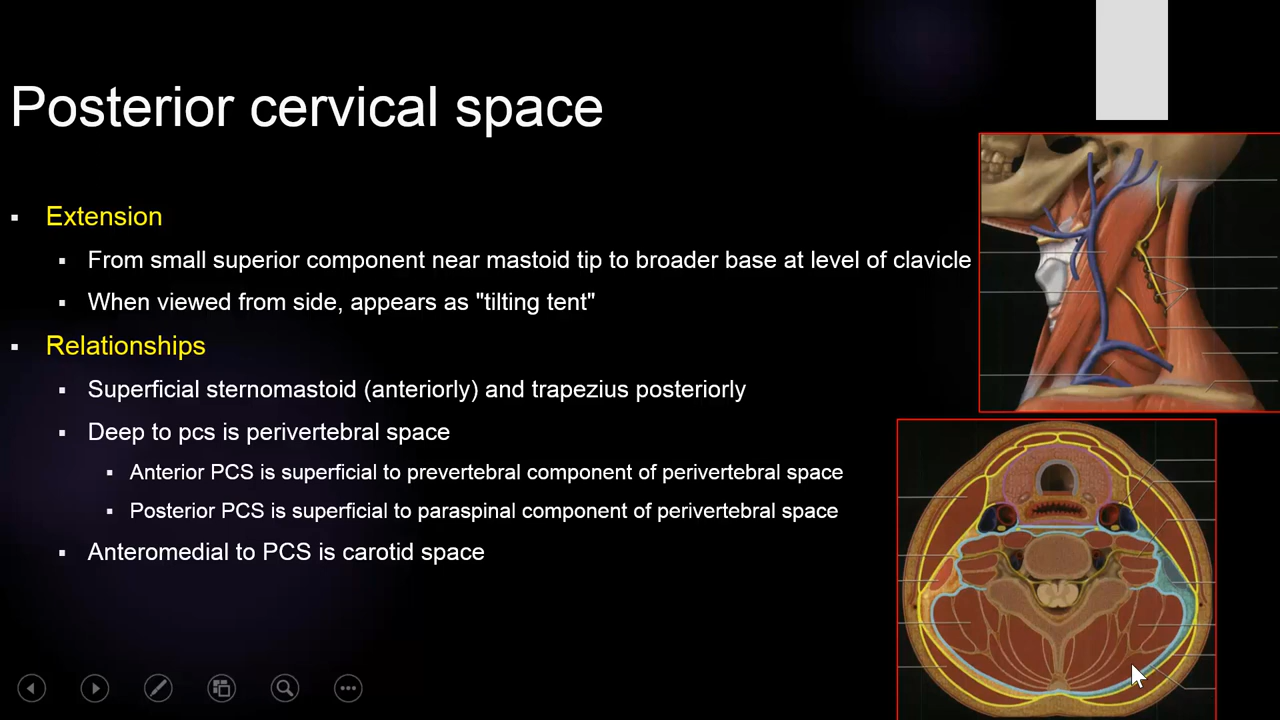 Posterior cervical space
Extension
From small superior component near mastoid tip to broader base at level of clavicle
When viewed from side, appears as "tilting tent"
Relationships
Superficial sternomastoid (anteriorly) and trapezius posteriorly
Deep to pcs is perivertebral space
Anterior PCS is superficial to prevertebral component of perivertebral space
Posterior PCS is superficial to paraspinal component of perivertebral space
Anteromedial to PCS is carotid space